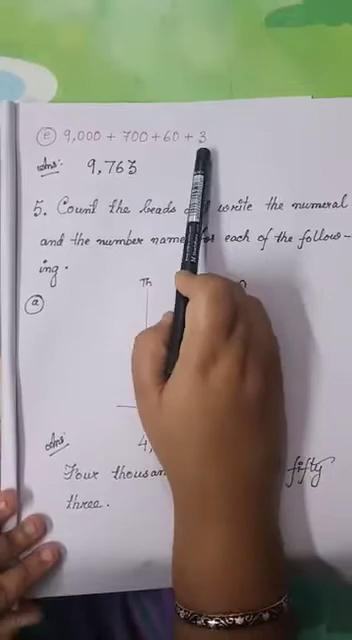 (e) 9,000 + 700 + 60 + 3
Ans:- 9,763
5. Count the beads write the numeral
and the number name for each of the follow-
ing.
(a)
Th
Ans:-
4,
Four thousan fifty
three.